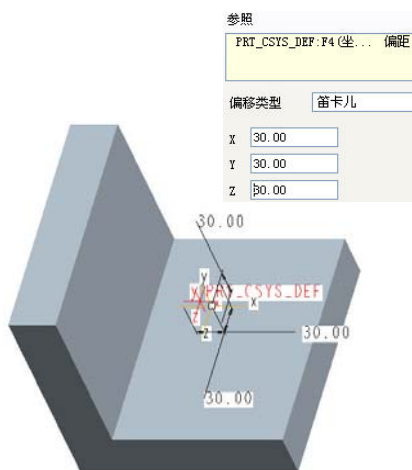 参照
PRT_CSYS_DEF:F4(坐... 偏距
偏移类型 笛卡儿
X 30.00
Y 30.00
Z 30.00
30.00
y
y PRT_CSYS_DEF
x
z
z
30.00
30.00